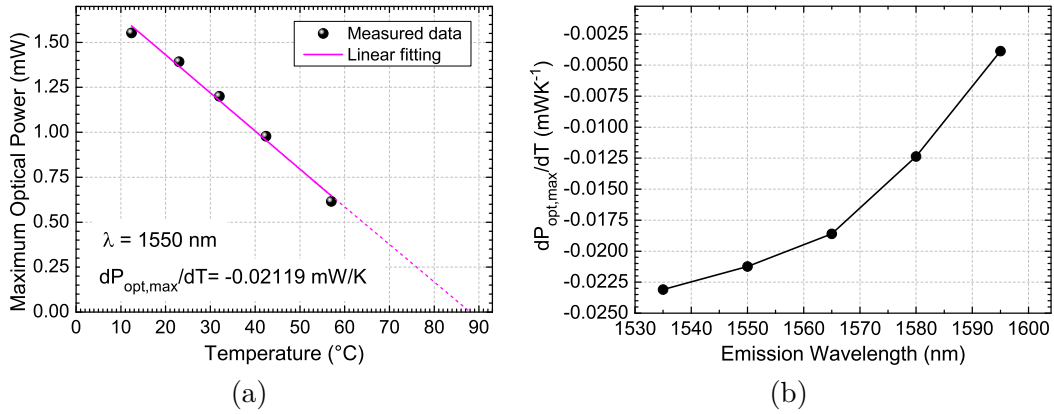 1.50
1.25
1.00
0.75
0.50
0.25
0.00
Maximum Optical Power (mW)
Measured data
Linear fitting
λ = 1550 nm
dP_opt,max/dT= -0.02119 mW/K
0 10 20 30 40 50 60 70 80 90
Temperature (°C)
(a)
-0.0025
-0.0050
-0.0075
-0.0100
-0.0125
-0.0150
-0.0175
-0.0200
-0.0225
-0.0250
dP_opt,max/dT (mWK⁻¹)
1530 1540 1550 1560 1570 1580 1590 1600
Emission Wavelength (nm)
(b)